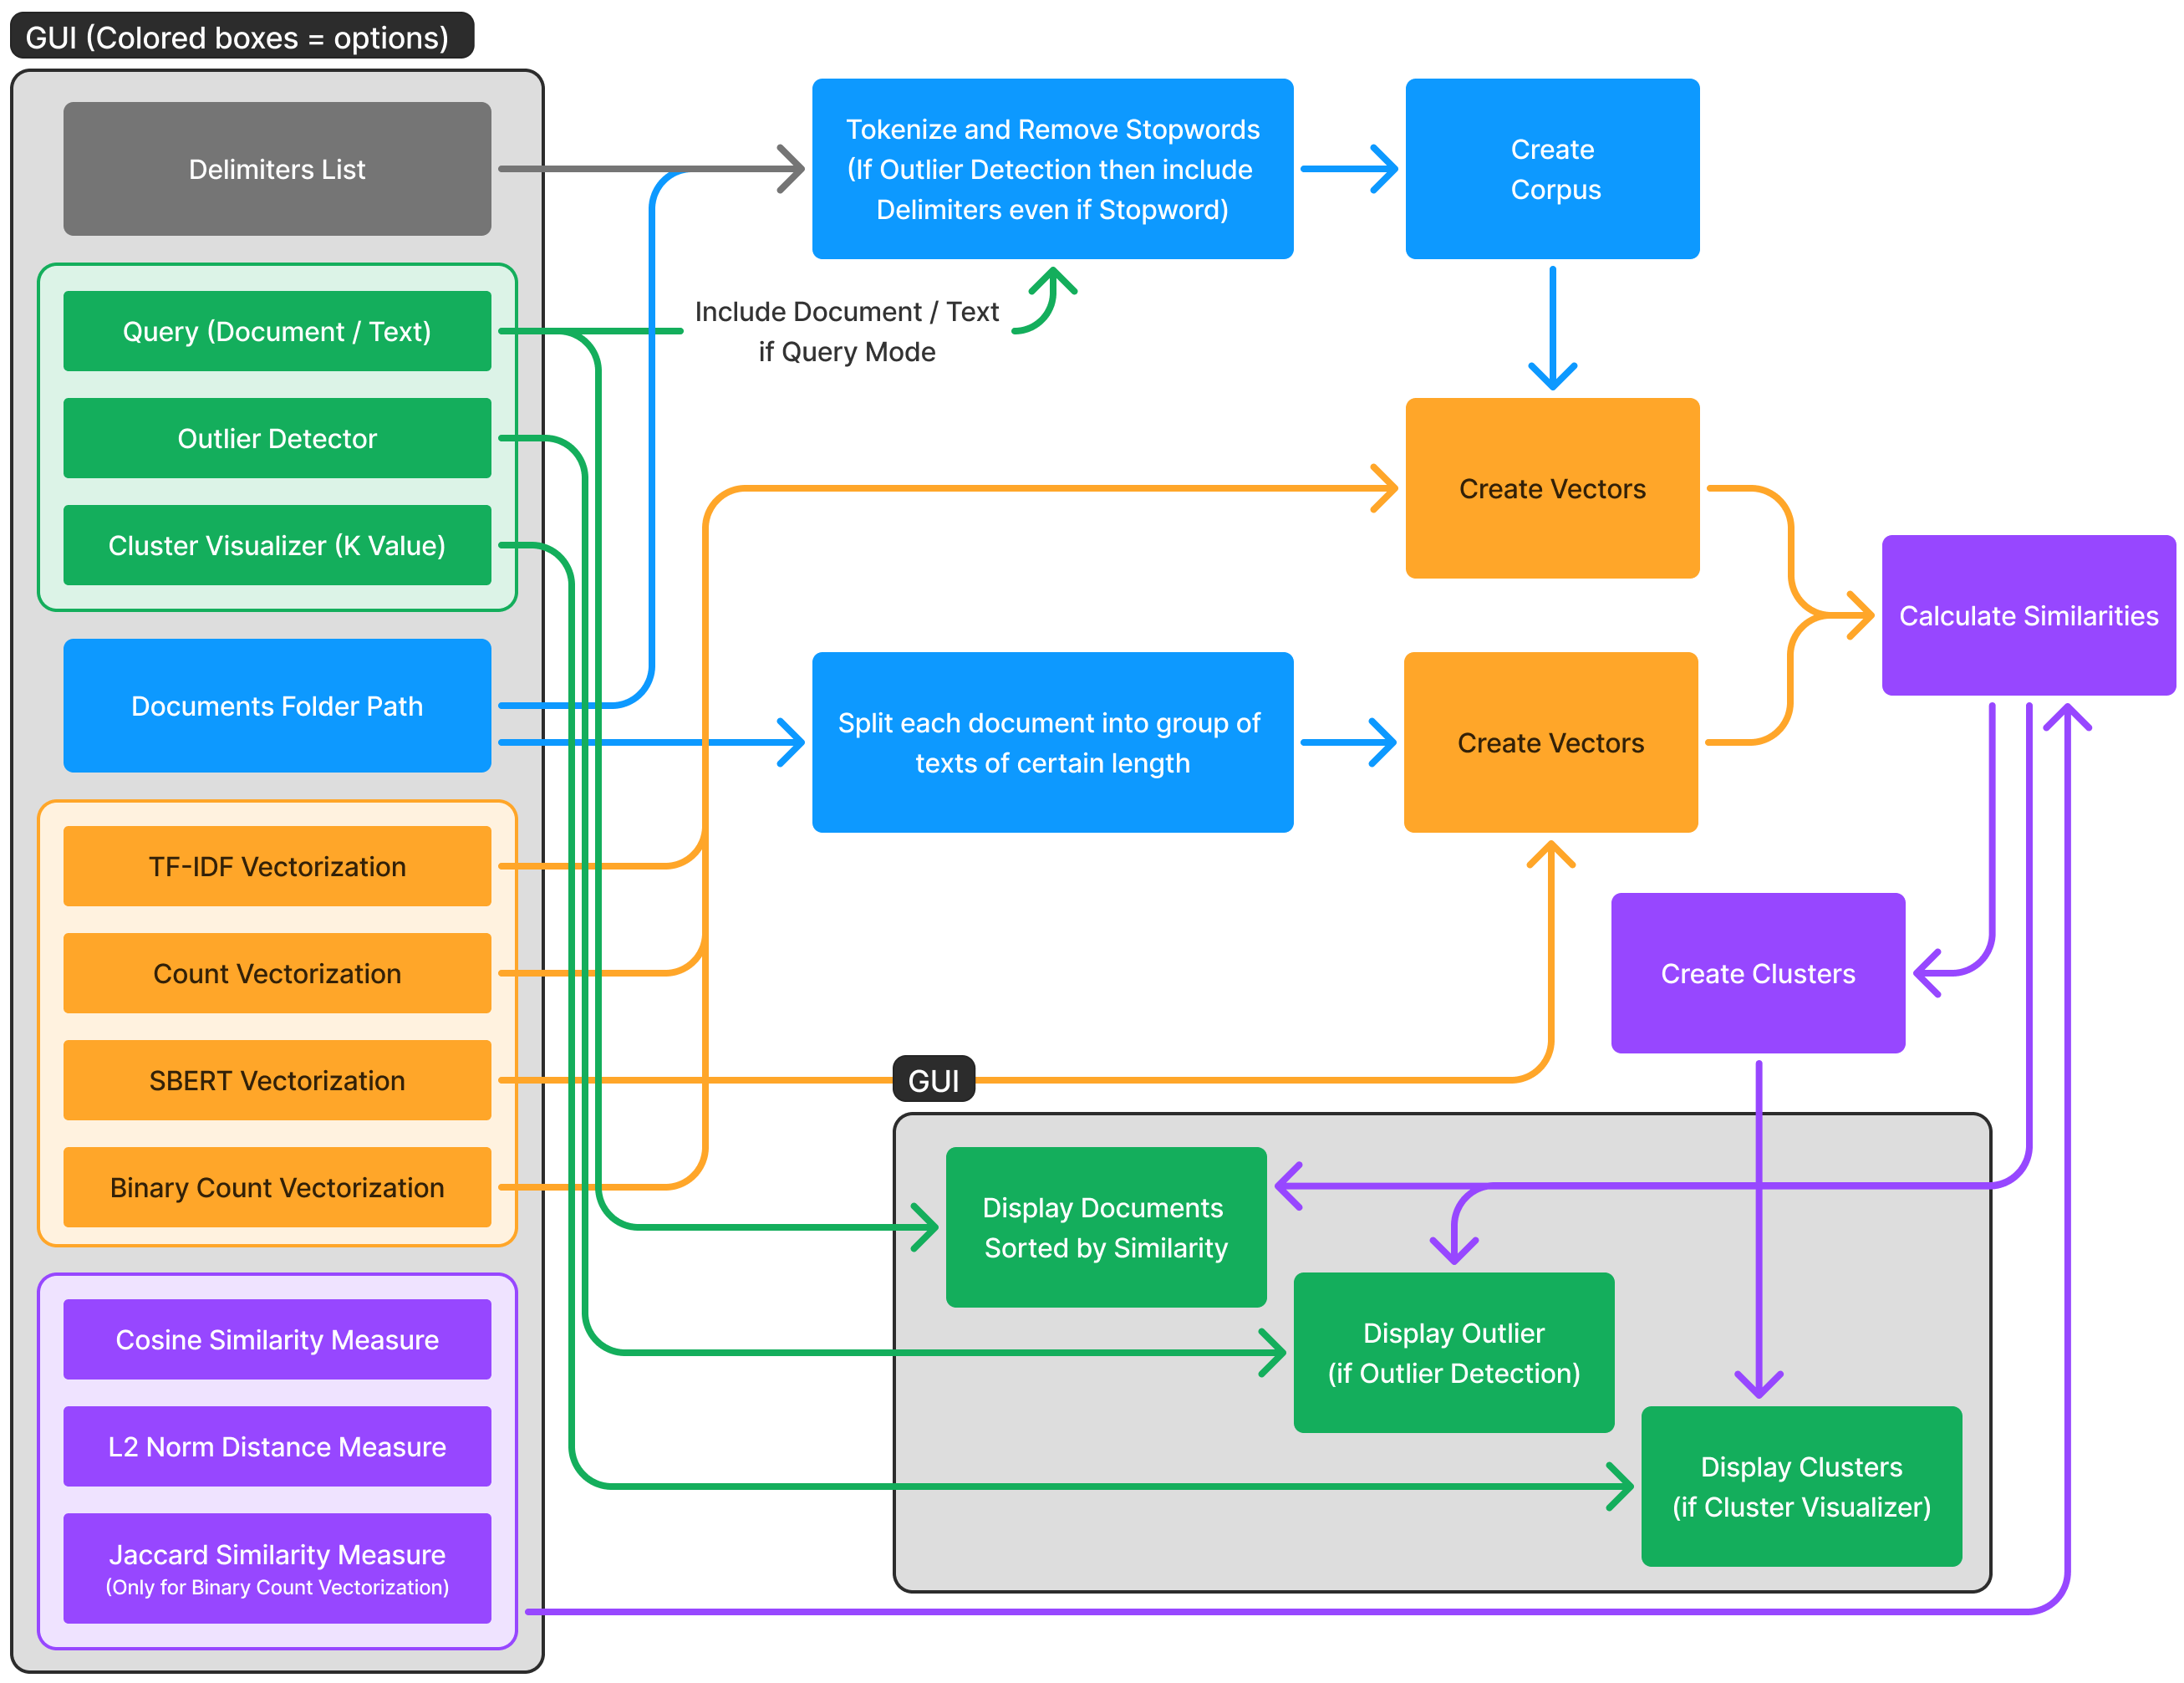 GUI (Colored boxes = options)
Delimiters List
Query (Document / Text)
Outlier Detector
Cluster Visualizer (K Value)
Documents Folder Path
TF-IDF Vectorization
Count Vectorization
SBERT Vectorization
Binary Count Vectorization
Cosine Similarity Measure
L2 Norm Distance Measure
Jaccard Similarity Measure
(Only for Binary Count Vectorization)
Tokenize and Remove Stopwords
(If Outlier Detection then include
Delimiters even if Stopword)
Create
Corpus
Include Document / Text
if Query Mode
Create Vectors
Calculate Similarities
Split each document into group of
texts of certain length
Create Vectors
Create Clusters
GUI
Display Documents
Sorted by Similarity
Display Outlier
(if Outlier Detection)
Display Clusters
(if Cluster Visualizer)